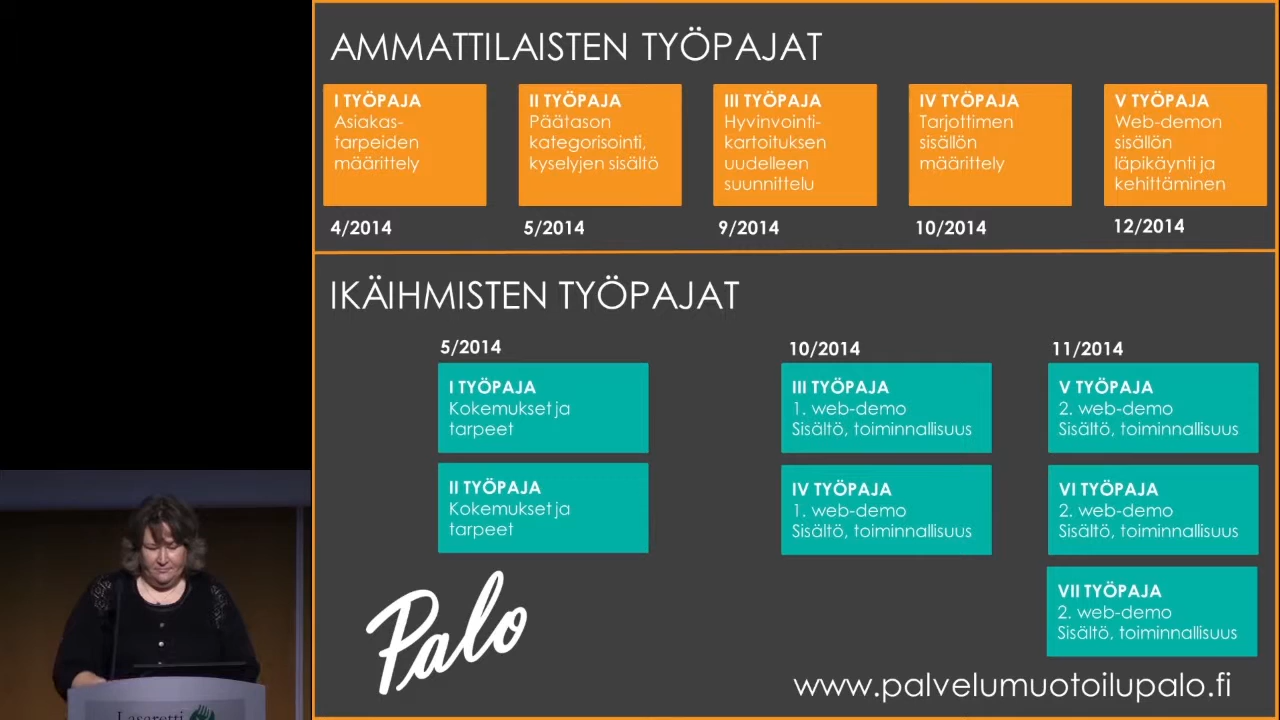 AMMATTILAISTEN TYÖPAJAT
I TYÖPAJA
Asiakas-
tarpeiden
määrittely
4/2014
II TYÖPAJA
Päätason
kategorisointi,
kyselyjen sisältö
5/2014
III TYÖPAJA
Hyvinvointi-
kartoituksen
uudelleen
suunnittelu
9/2014
IV TYÖPAJA
Tarjottimen
sisällön
määrittely
10/2014
V TYÖPAJA
Web-demon
sisällön
läpikäynti ja
kehittäminen
12/2014
IKÄIHMISTEN TYÖPAJAT
5/2014
I TYÖPAJA
Kokemukset ja
tarpeet
II TYÖPAJA
Kokemukset ja
tarpeet
10/2014
III TYÖPAJA
1. web-demo
Sisältö, toiminnallisuus
IV TYÖPAJA
1. web-demo
Sisältö, toiminnallisuus
11/2014
V TYÖPAJA
2. web-demo
Sisältö, toiminnallisuus
VI TYÖPAJA
2. web-demo
Sisältö, toiminnallisuus
VII TYÖPAJA
2. web-demo
Sisältö, toiminnallisuus
Palo
www.palvelumuotoilupalo.fi
Lasaretti